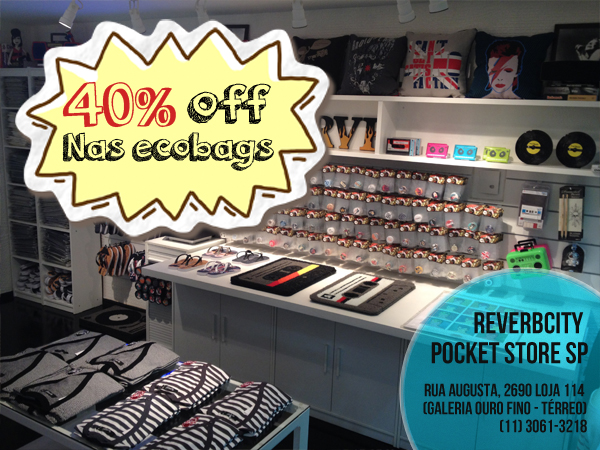 40% off
Nas ecobags
REVERBCITY
POCKET STORE SP
RUA AUGUSTA, 2690 LOJA 114
(GALERIA OURO FINO - TÉRREO)
(11) 3061-3218